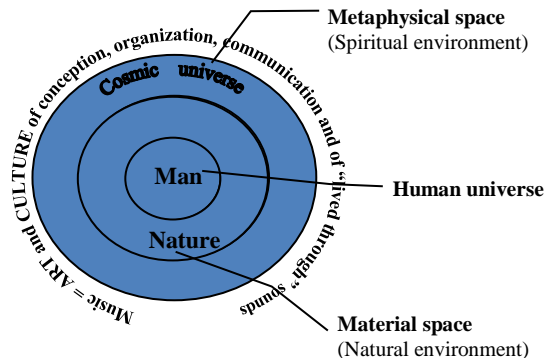 Music = ART and CULTURE of conception, organization, communication and of “lived through” sounds
Metaphysical space
(Spiritual environment)
Cosmic universe
Man
Human universe
Nature
Material space
(Natural environment)